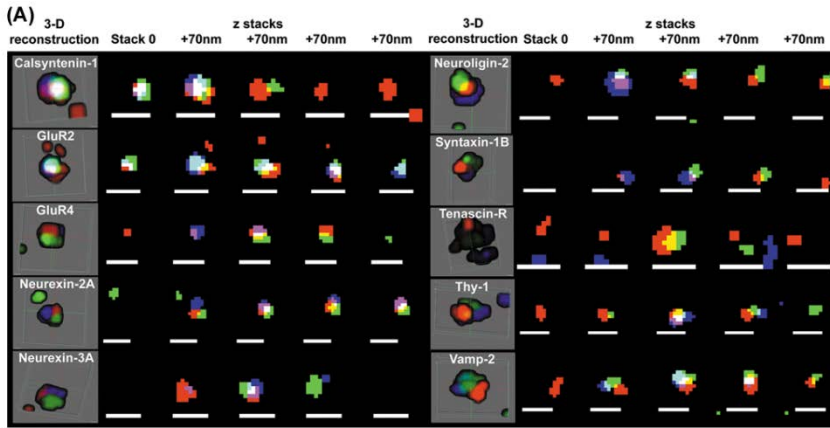 (A)
3-D reconstruction
Stack 0
z stacks
+70nm
+70nm
+70nm
+70nm
3-D reconstruction
Stack 0
z stacks
+70nm
+70nm
+70nm
+70nm
Calsyntenin-1
GluR2
GluR4
Neurexin-2A
Neurexin-3A
Neuroligin-2
Syntaxin-1B
Tenascin-R
Thy-1
Vamp-2